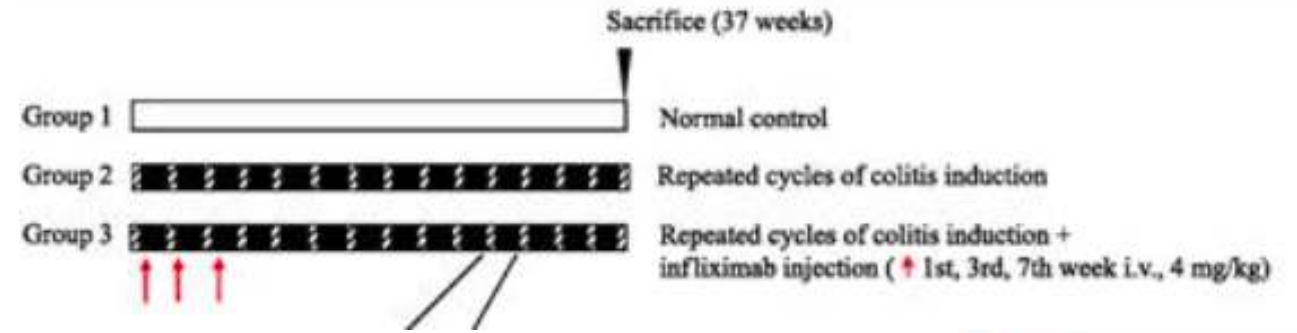 Sacrifice (37 weeks)
Group 1
Normal control
Group 2
Repeated cycles of colitis induction
Group 3
Repeated cycles of colitis induction +
infliximab injection ( ↑ 1st, 3rd, 7th week i.v., 4 mg/kg)